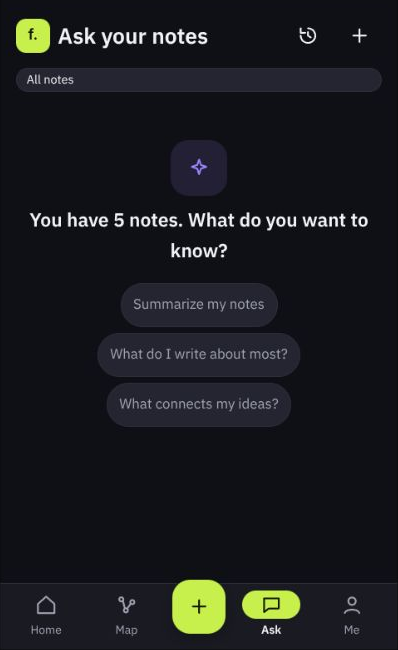 f.
Ask your notes
All notes
You have 5 notes. What do you want to
know?
Summarize my notes
What do I write about most?
What connects my ideas?
Home
Map
Ask
Me